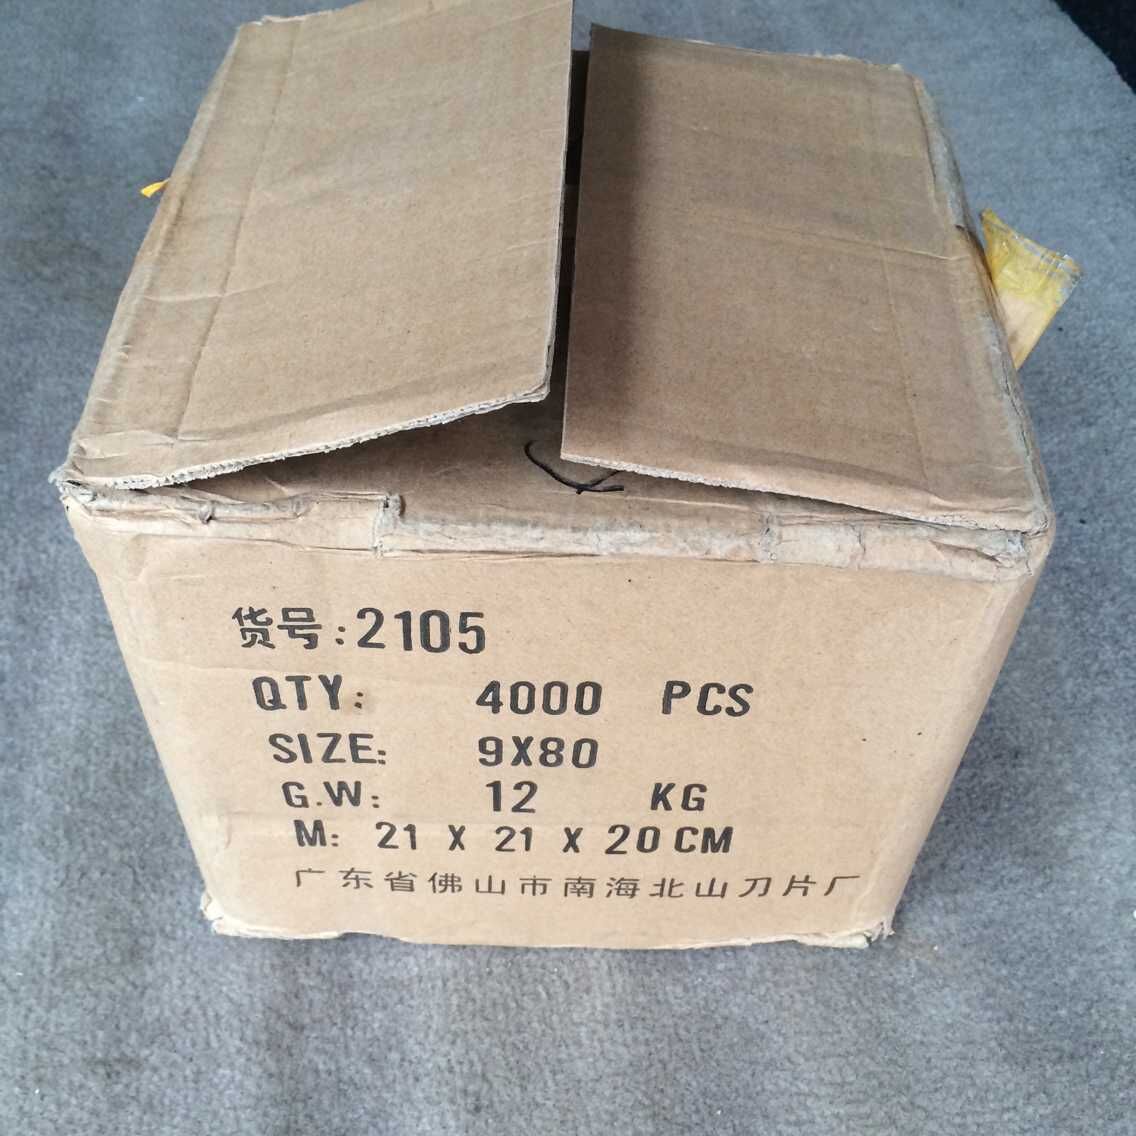 货号:2105
QTY: 4000 PCS
SIZE: 9X80
G.W: 12 KG
M: 21 X 21 X 20 CM
广东省佛山市南海北山刀片厂